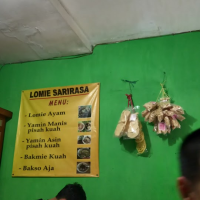 LOMIE SARIRASA
MENU:
- Lomie Ayam
- Yamin Manis
pisah kuah
- Yamin Asin
pisah kuah
- Bakmie Kuah
- Bakso Aja